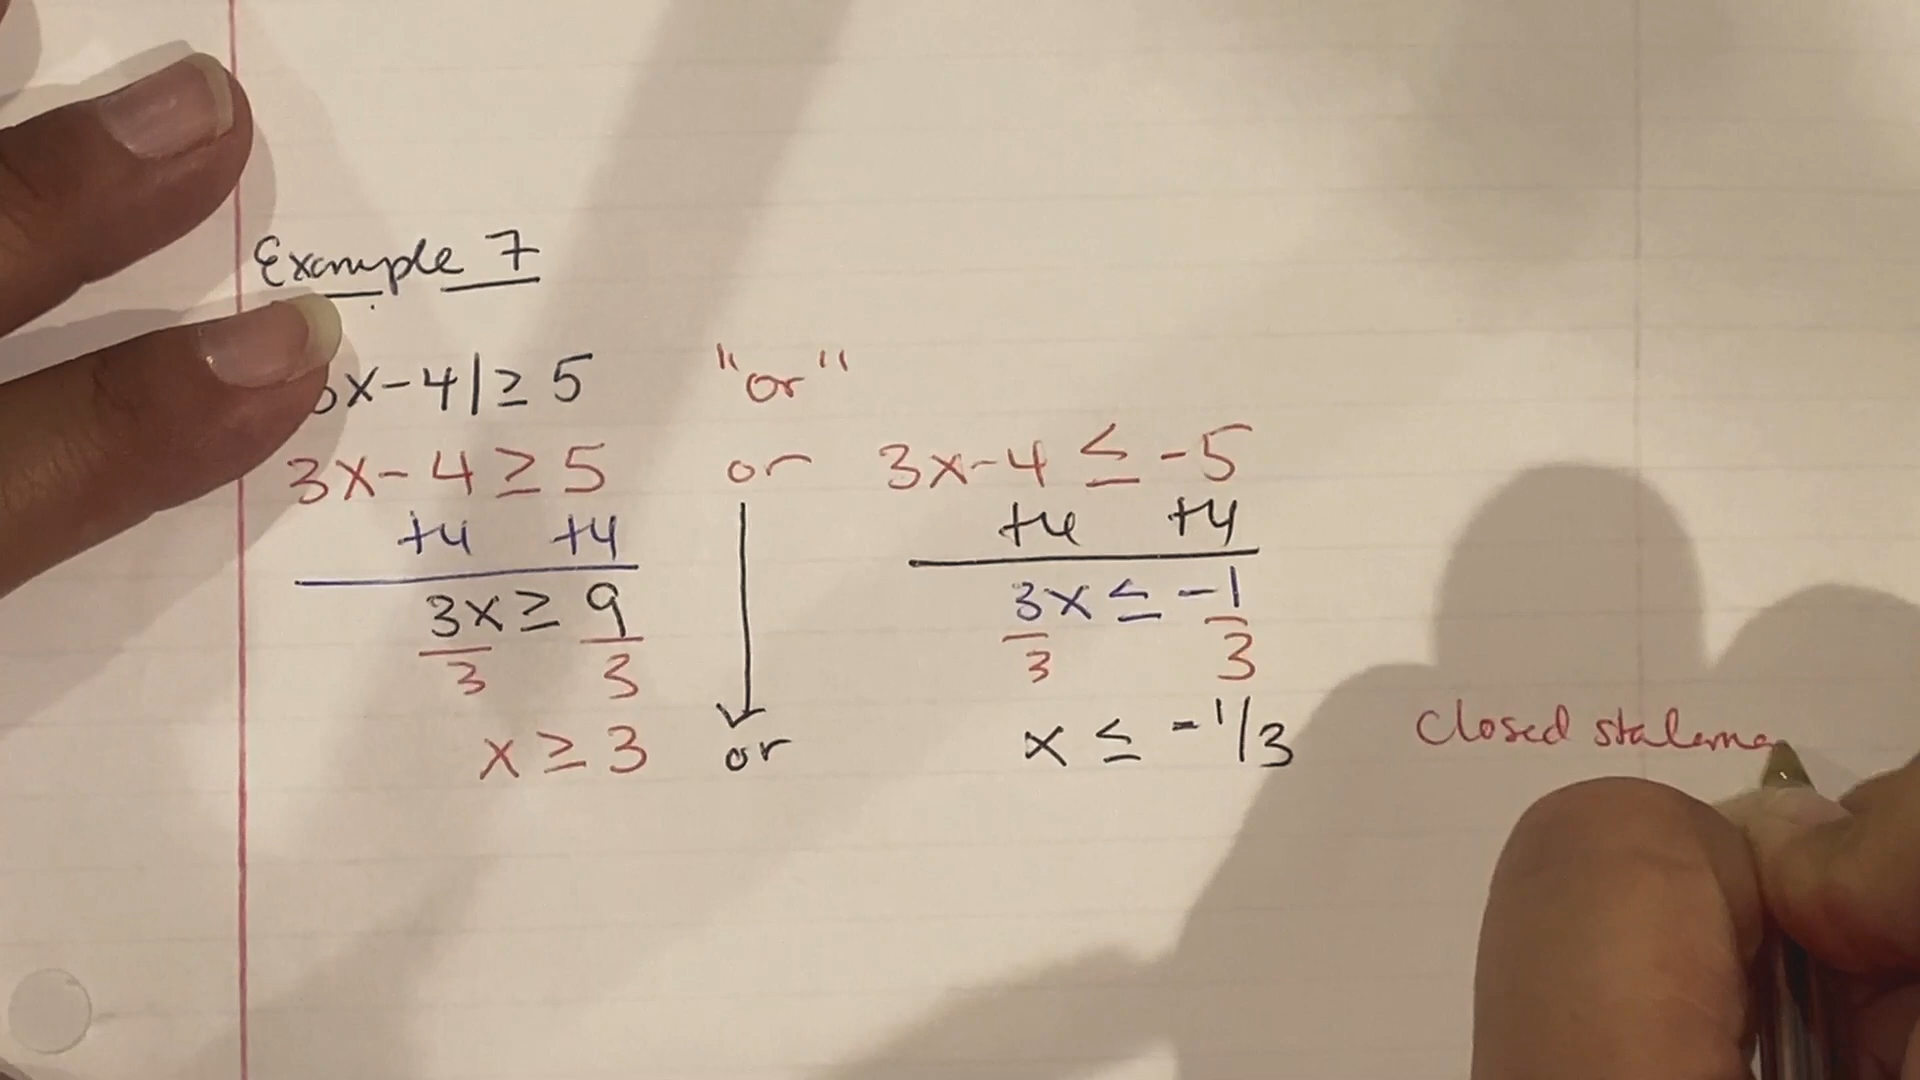 Example 7
x-4|≥5 "or"
3x-4≥5 or 3x-4≤-5
+4 +4 +4 +4
3x≥9 3x≤-1
3 3 3 3
x≥3 or x≤-1/3 Closed